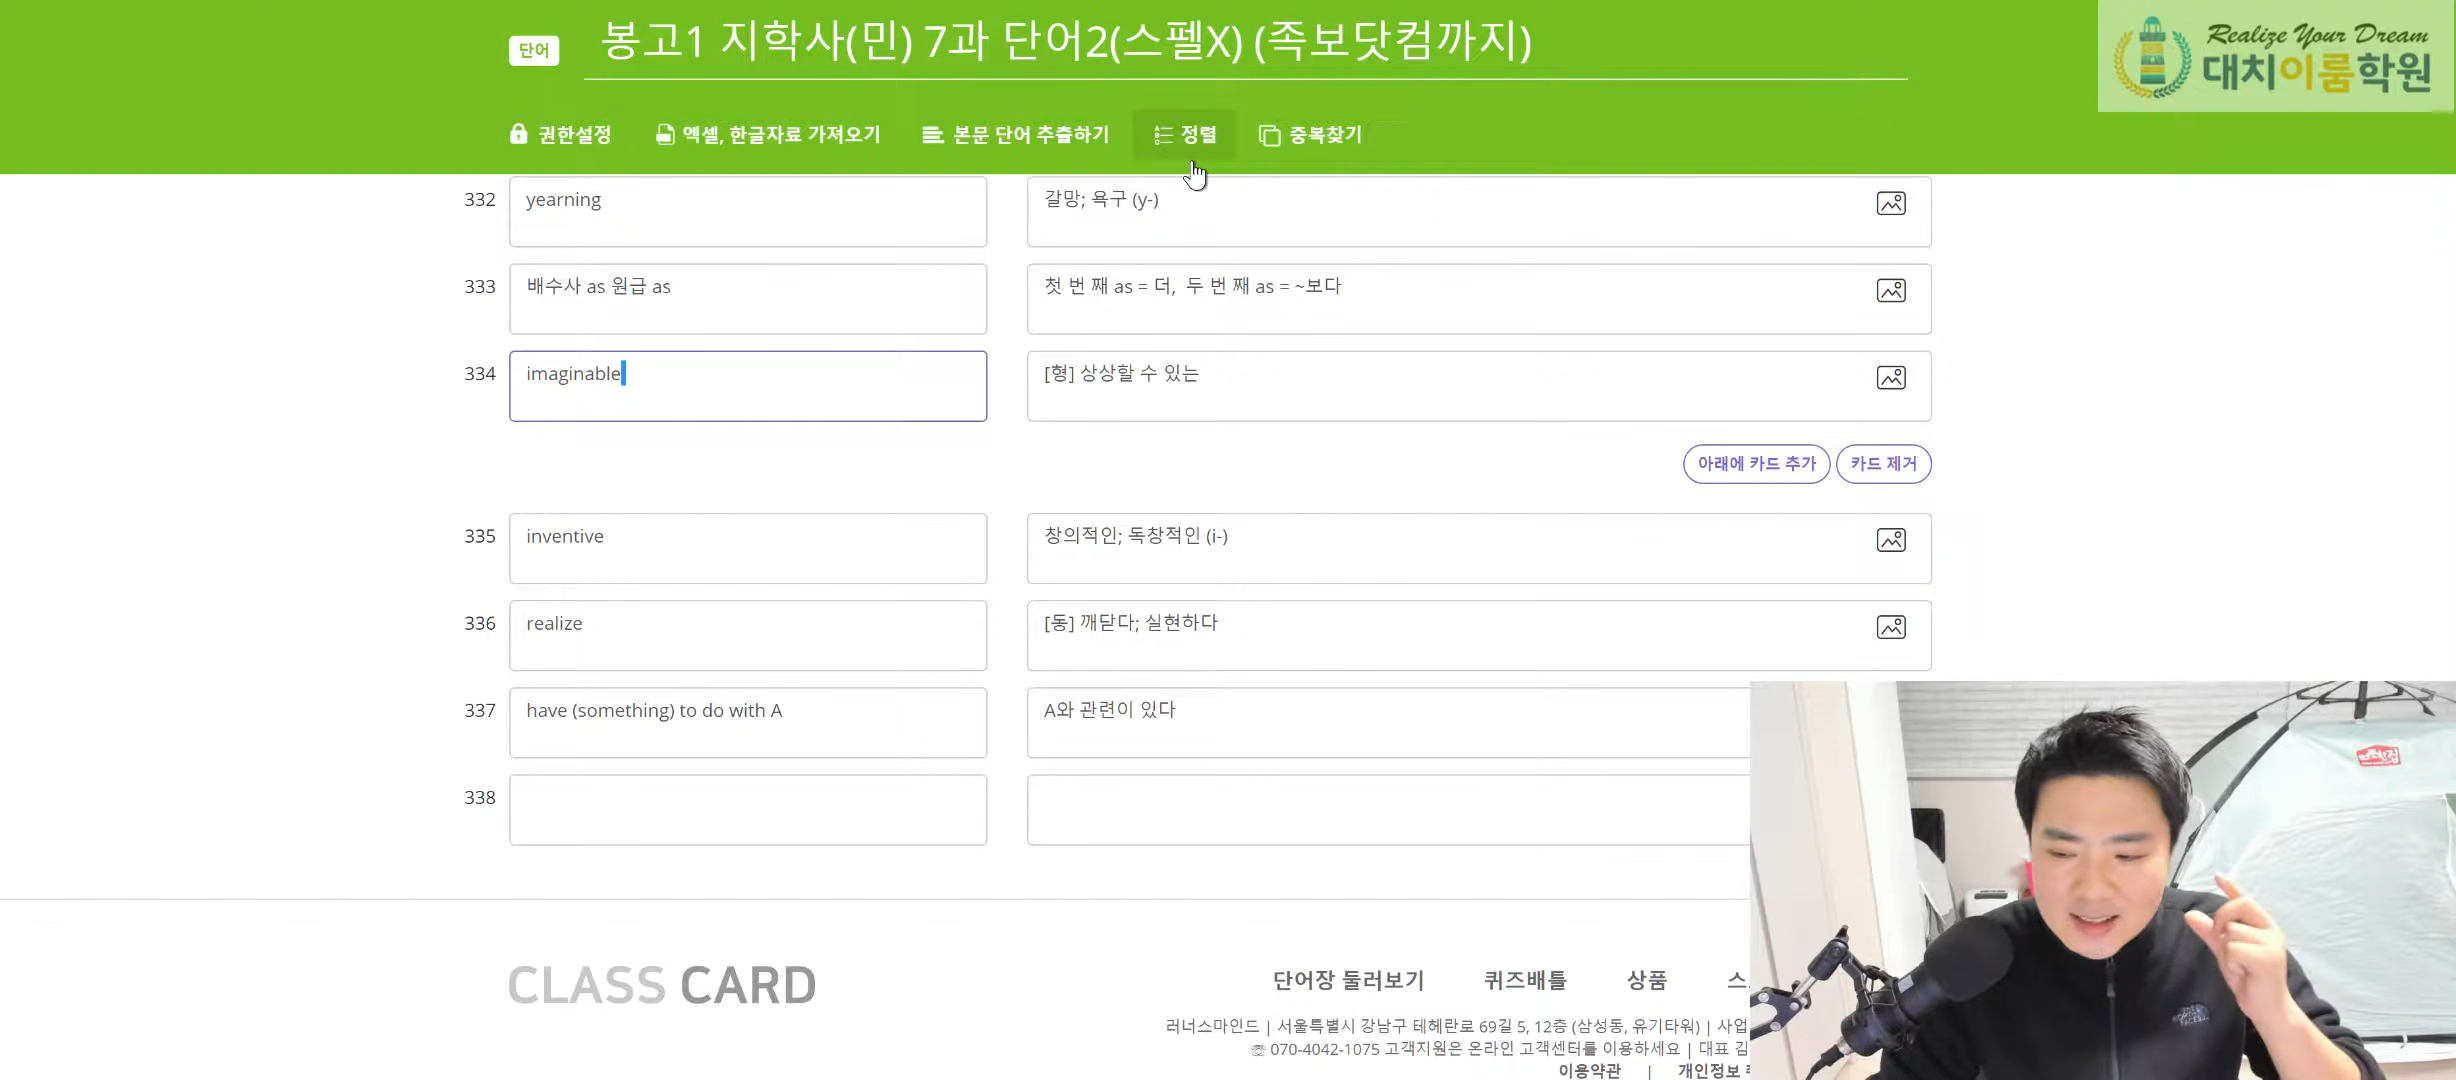 단어
봉고1 지학사(민) 7과 단어2(스펠X) (족보닷컴까지)
Realize Your Dream
대치이룸학원
권한설정
엑셀, 한글자료 가져오기
본문 단어 추출하기
정렬
중복찾기
332 yearning 갈망; 욕구 (y-)
333 배수사 as 원급 as 첫 번 째 as = 더, 두 번 째 as = ~보다
334 imaginable [형] 상상할 수 있는
아래에 카드 추가 카드 제거
335 inventive 창의적인; 독창적인 (i-)
336 realize [동] 깨닫다; 실현하다
337 have (something) to do with A A와 관련이 있다
338
CLASS CARD
단어장 둘러보기 퀴즈배틀 상품
러너스마인드 | 서울특별시 강남구 테헤란로 69길 5, 12층 (삼성동, 유기타워) | 사업
☏ 070-4042-1075 고객지원은 온라인 고객센터를 이용하세요 | 대표 김
이용약관 | 개인정보